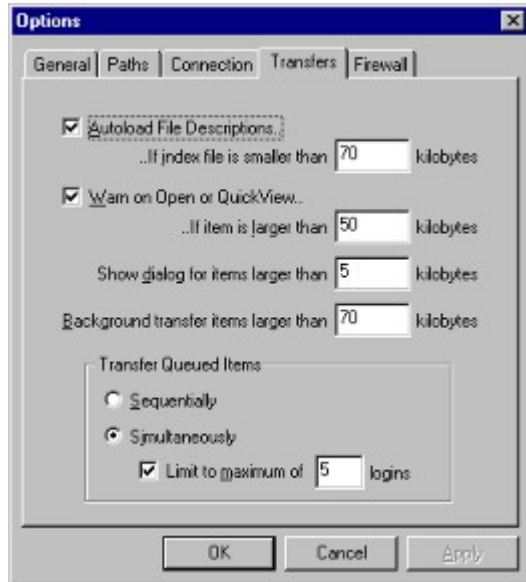 Options
General Paths Connection Transfers Firewall
Autoload File Descriptions..
..If index file is smaller than 70 kilobytes
Warn on Open or QuickView..
..If item is larger than 50 kilobytes
Show dialog for items larger than 5 kilobytes
Background transfer items larger than 70 kilobytes
Transfer Queued Items
Sequentially
Simultaneously
Limit to maximum of 5 logins
OK Cancel Apply